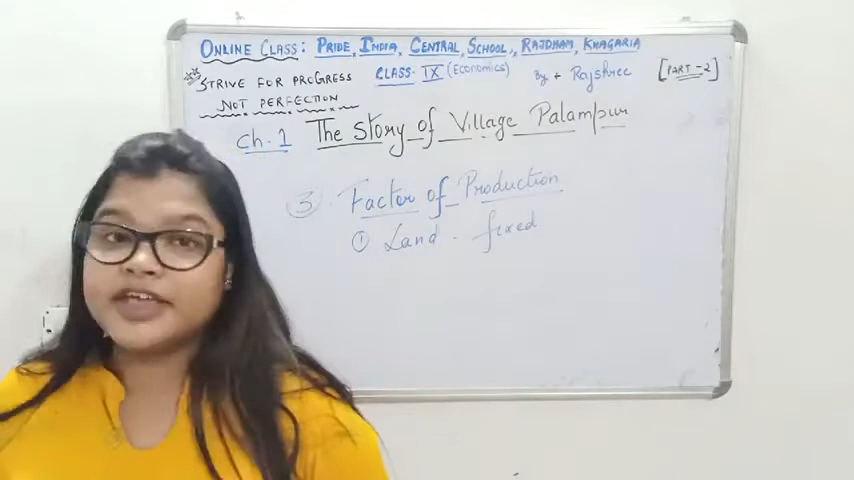 ONLINE CLASS: PRIDE INDIA CENTRAL SCHOOL, RAJDHAM, KHAGARIA
STRIVE FOR PROGRESS CLASS- IX (ECONOMICS) By + Rajshree [PART-2]
NOT PERFECTION
Ch. 1 The Story of Village Palampur
3. Factor of Production
① Land - fixed